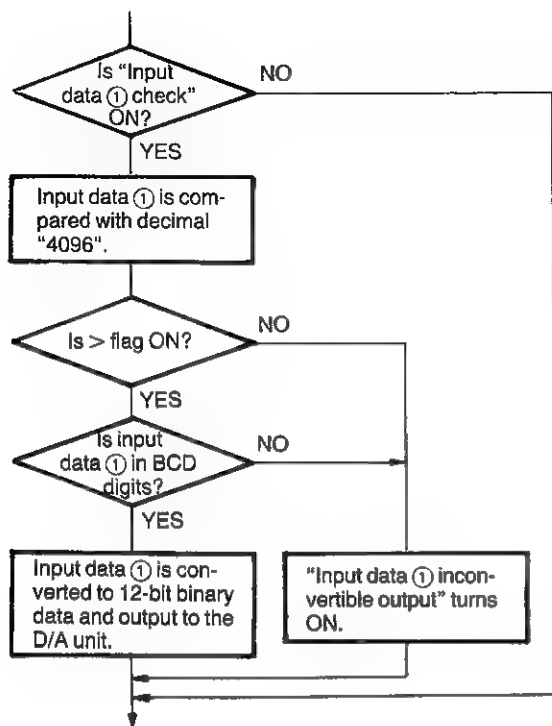 Is "Input
data ① check"
ON?
NO
YES
Input data ① is com-
pared with decimal
"4096".
Is > flag ON?
NO
YES
Is input
data ① in BCD
digits?
NO
YES
Input data ① is con-
verted to 12-bit binary
data and output to the
D/A unit.
"Input data ① incon-
vertible output" turns
ON.